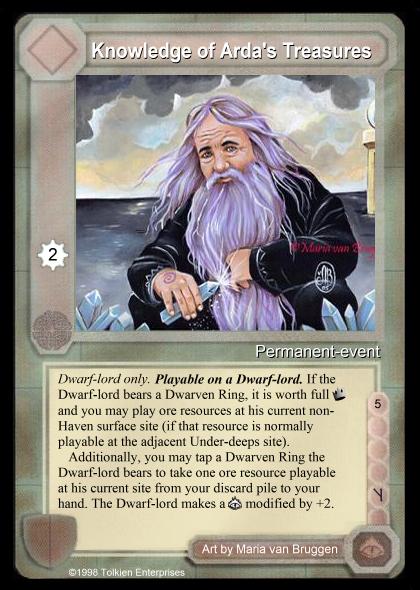 Knowledge of Arda's Treasures
2
©Maria van Brug
Permanent-event
Dwarf-lord only. Playable on a Dwarf-lord. If the
Dwarf-lord bears a Dwarven Ring, it is worth full
and you may play ore resources at his current non-
Haven surface site (if that resource is normally
playable at the adjacent Under-deeps site).
Additionally, you may tap a Dwarven Ring the
Dwarf-lord bears to take one ore resource playable
at his current site from your discard pile to your
hand. The Dwarf-lord makes a modified by +2.
5
Art by Maria van Bruggen
©1998 Tolkien Enterprises